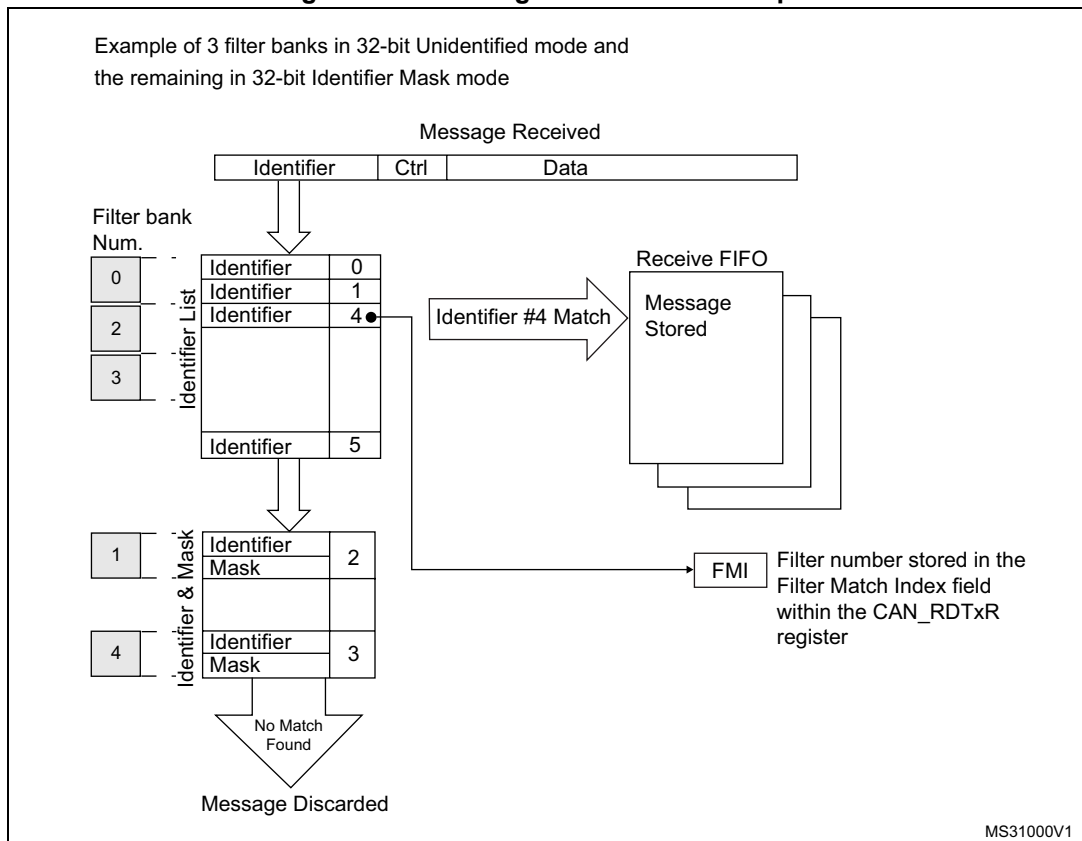 Example of 3 filter banks in 32-bit Unidentified mode and
the remaining in 32-bit Identifier Mask mode
Message Received
Identifier Ctrl Data
Filter bank
Num.
0
2
3
Identifier List
Identifier 0
Identifier 1
Identifier 4
Identifier 5
Identifier #4 Match
Receive FIFO
Message
Stored
1
4
Identifier & Mask
Identifier
Mask
2
Identifier
Mask
3
FMI
Filter number stored in the
Filter Match Index field
within the CAN_RDTxR
register
No Match
Found
Message Discarded
MS31000V1